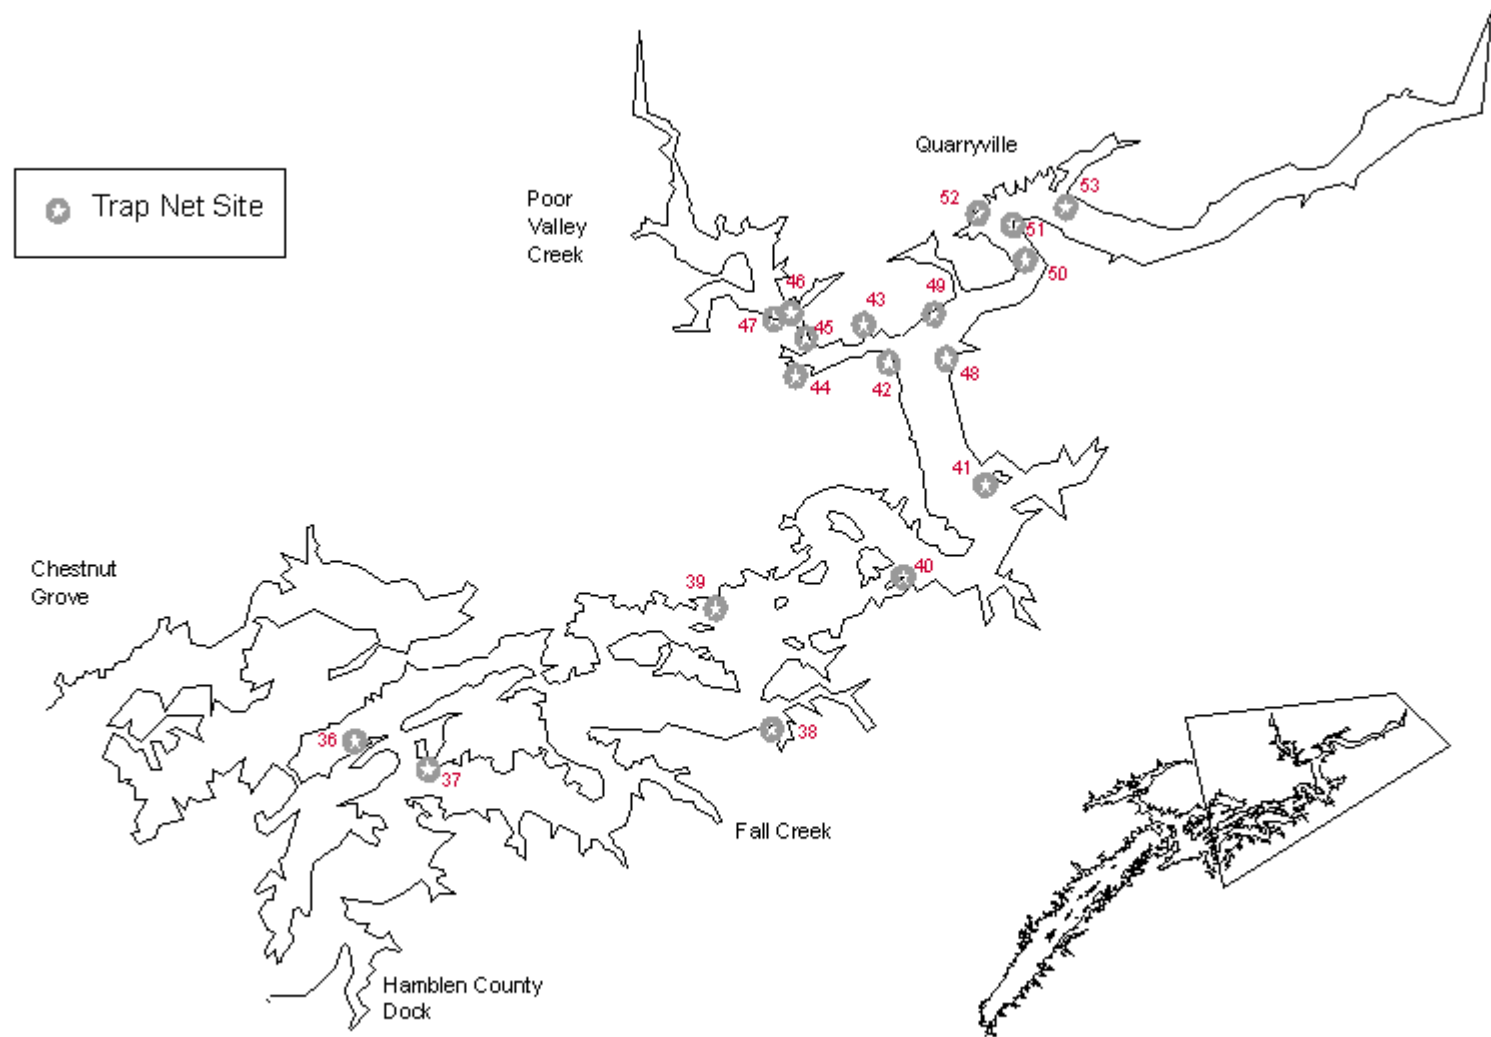 Quarryville
Trap Net Site
Poor
Valley
Creek
52
53
51
50
46
49
43
47
45
48
44
42
41
40
39
Chestnut
Grove
36
38
37
Fall Creek
Hamblen County
Dock